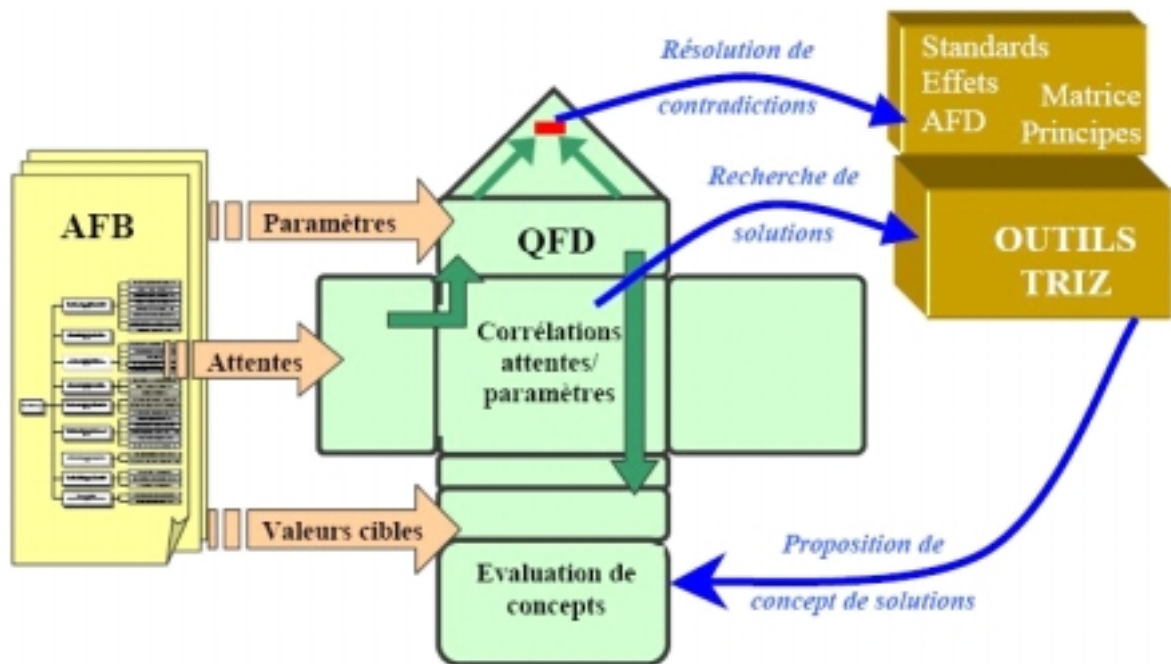 Résolution de
contradictions
Standards
Effets
AFD
Matrice
Principes
AFB
Paramètres
QFD
Recherche de
solutions
OUTILS
TRIZ
Attentes
Corrélations
attentes/
paramètres
Valeurs cibles
Evaluation de
concepts
Proposition de
concept de solutions